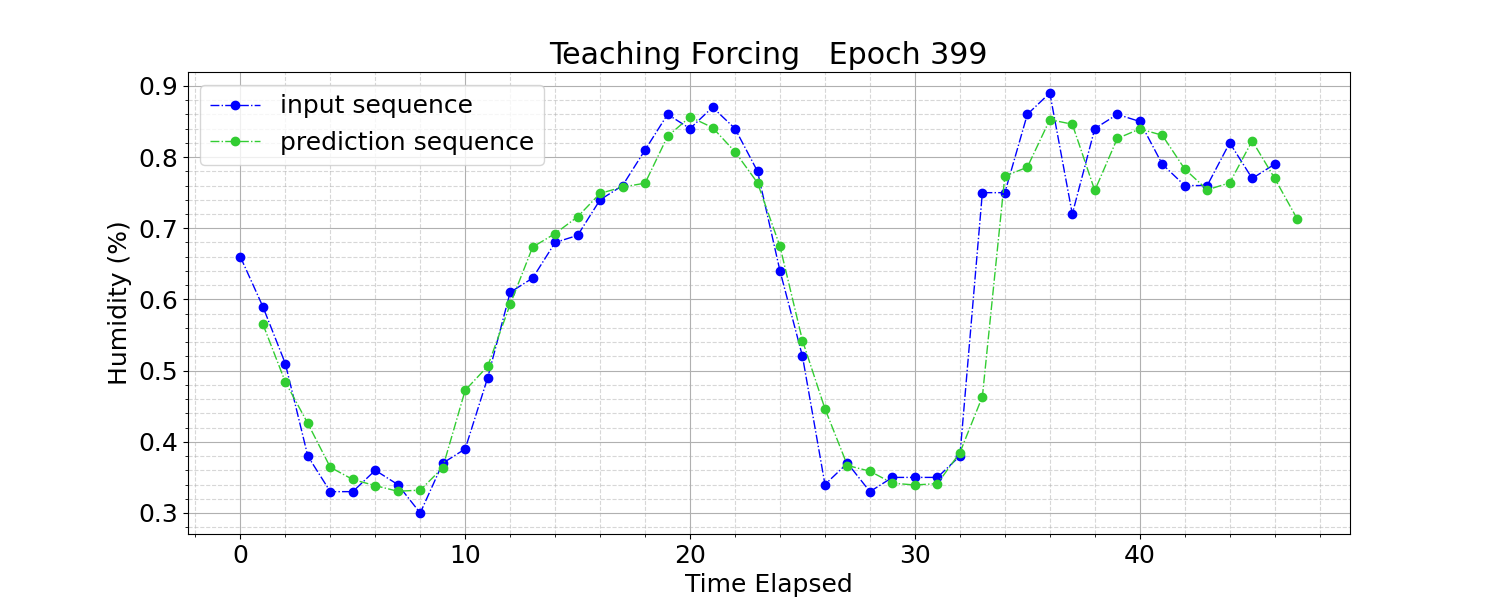 Teaching Forcing   Epoch 399
input sequence
prediction sequence
Humidity (%)
0.9
0.8
0.7
0.6
0.5
0.4
0.3
0 10 20 30 40
Time Elapsed